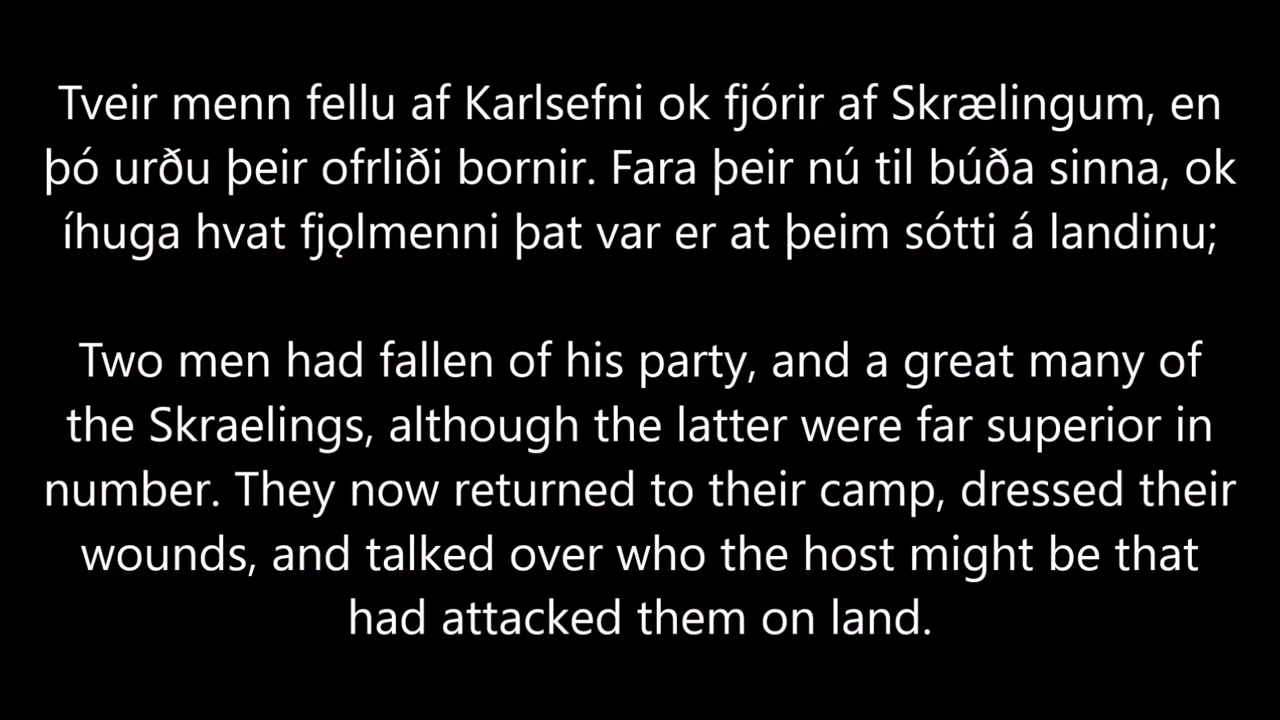 Tveir menn fellu af Karlsefni ok fjórir af Skrælingum, en
þó urðu þeir ofrliði bornir. Fara þeir nú til búða sinna, ok
íhuga hvat fjǫlmenni þat var er at þeim sótti á landinu;
Two men had fallen of his party, and a great many of
the Skraelings, although the latter were far superior in
number. They now returned to their camp, dressed their
wounds, and talked over who the host might be that
had attacked them on land.